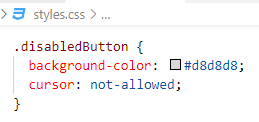 styles.css > ...
.disabledButton {
  background-color: #d8d8d8;
  cursor: not-allowed;
}